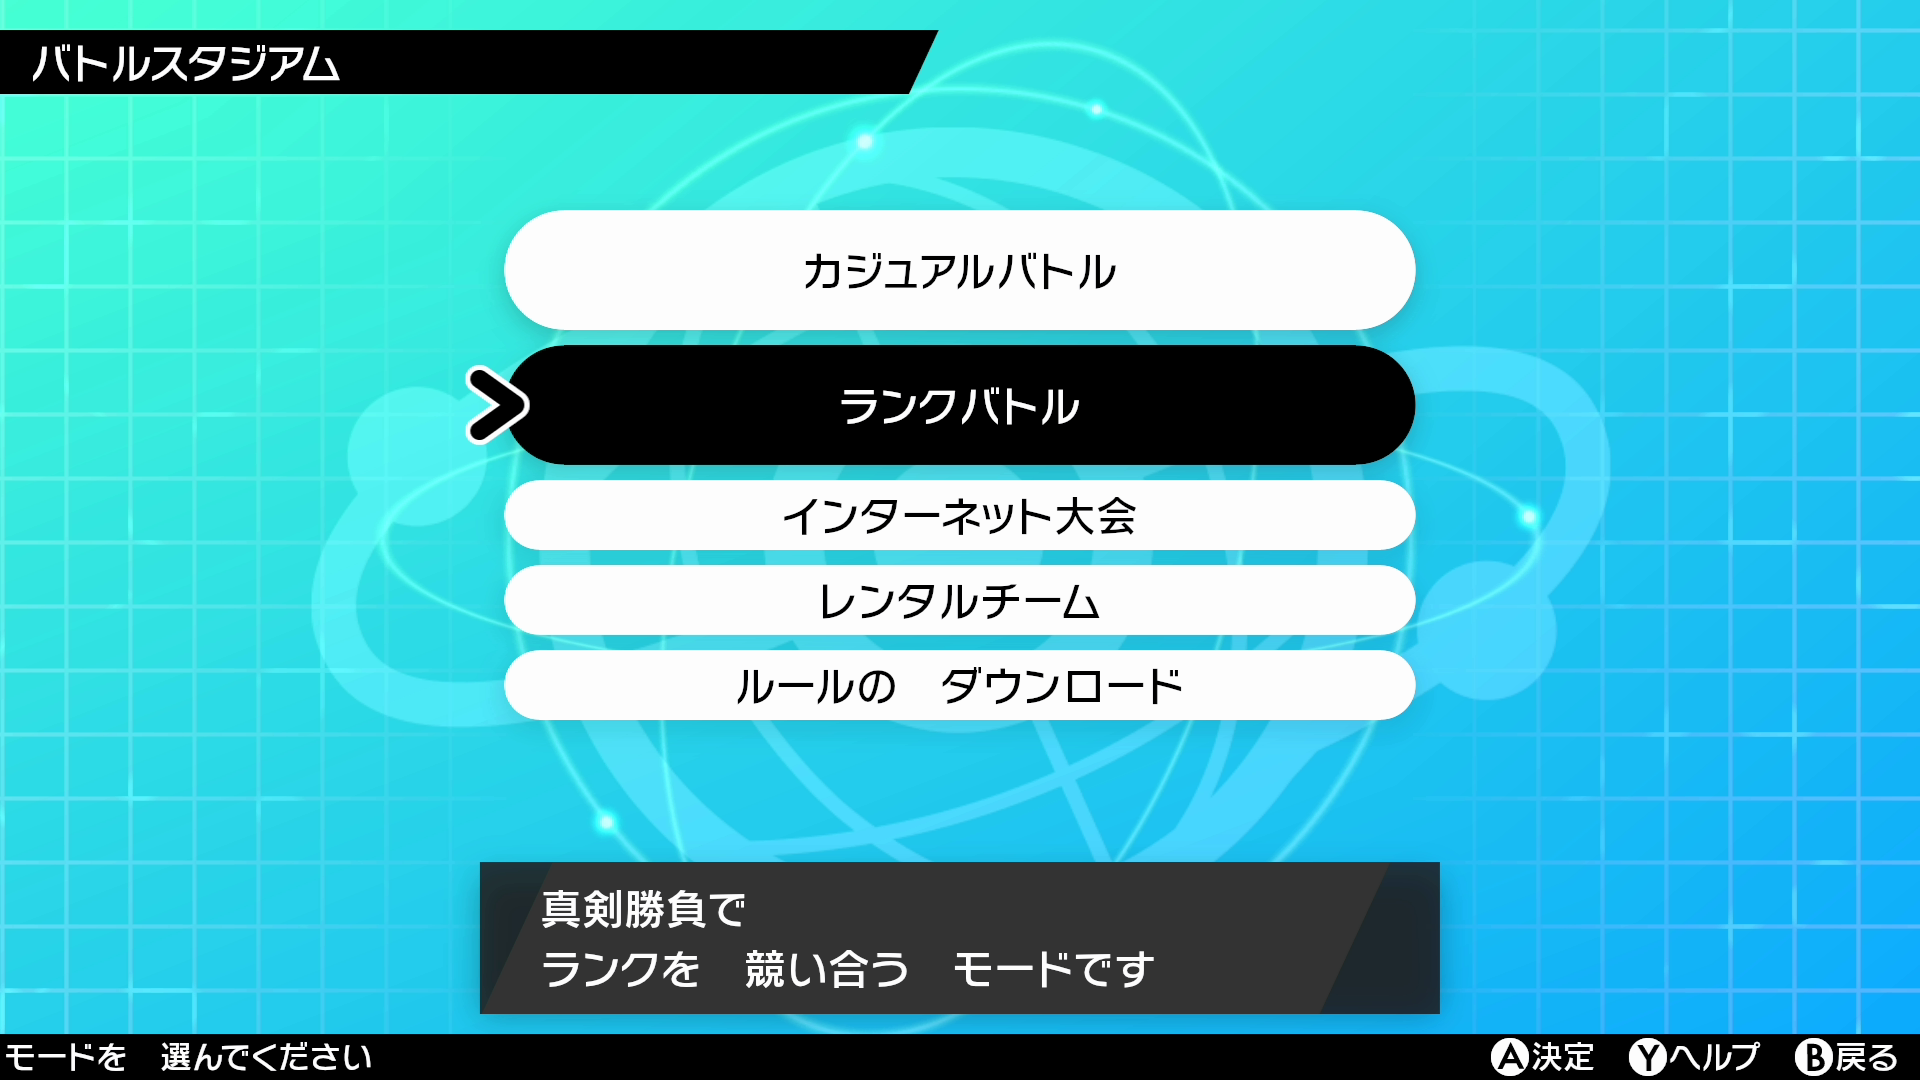 バトルスタジアム
カジュアルバトル
ランクバトル
インターネット大会
レンタルチーム
ルールの　ダウンロード
真剣勝負で
ランクを　競い合う　モードです
モードを　選んでください
A決定　Yヘルプ　B戻る